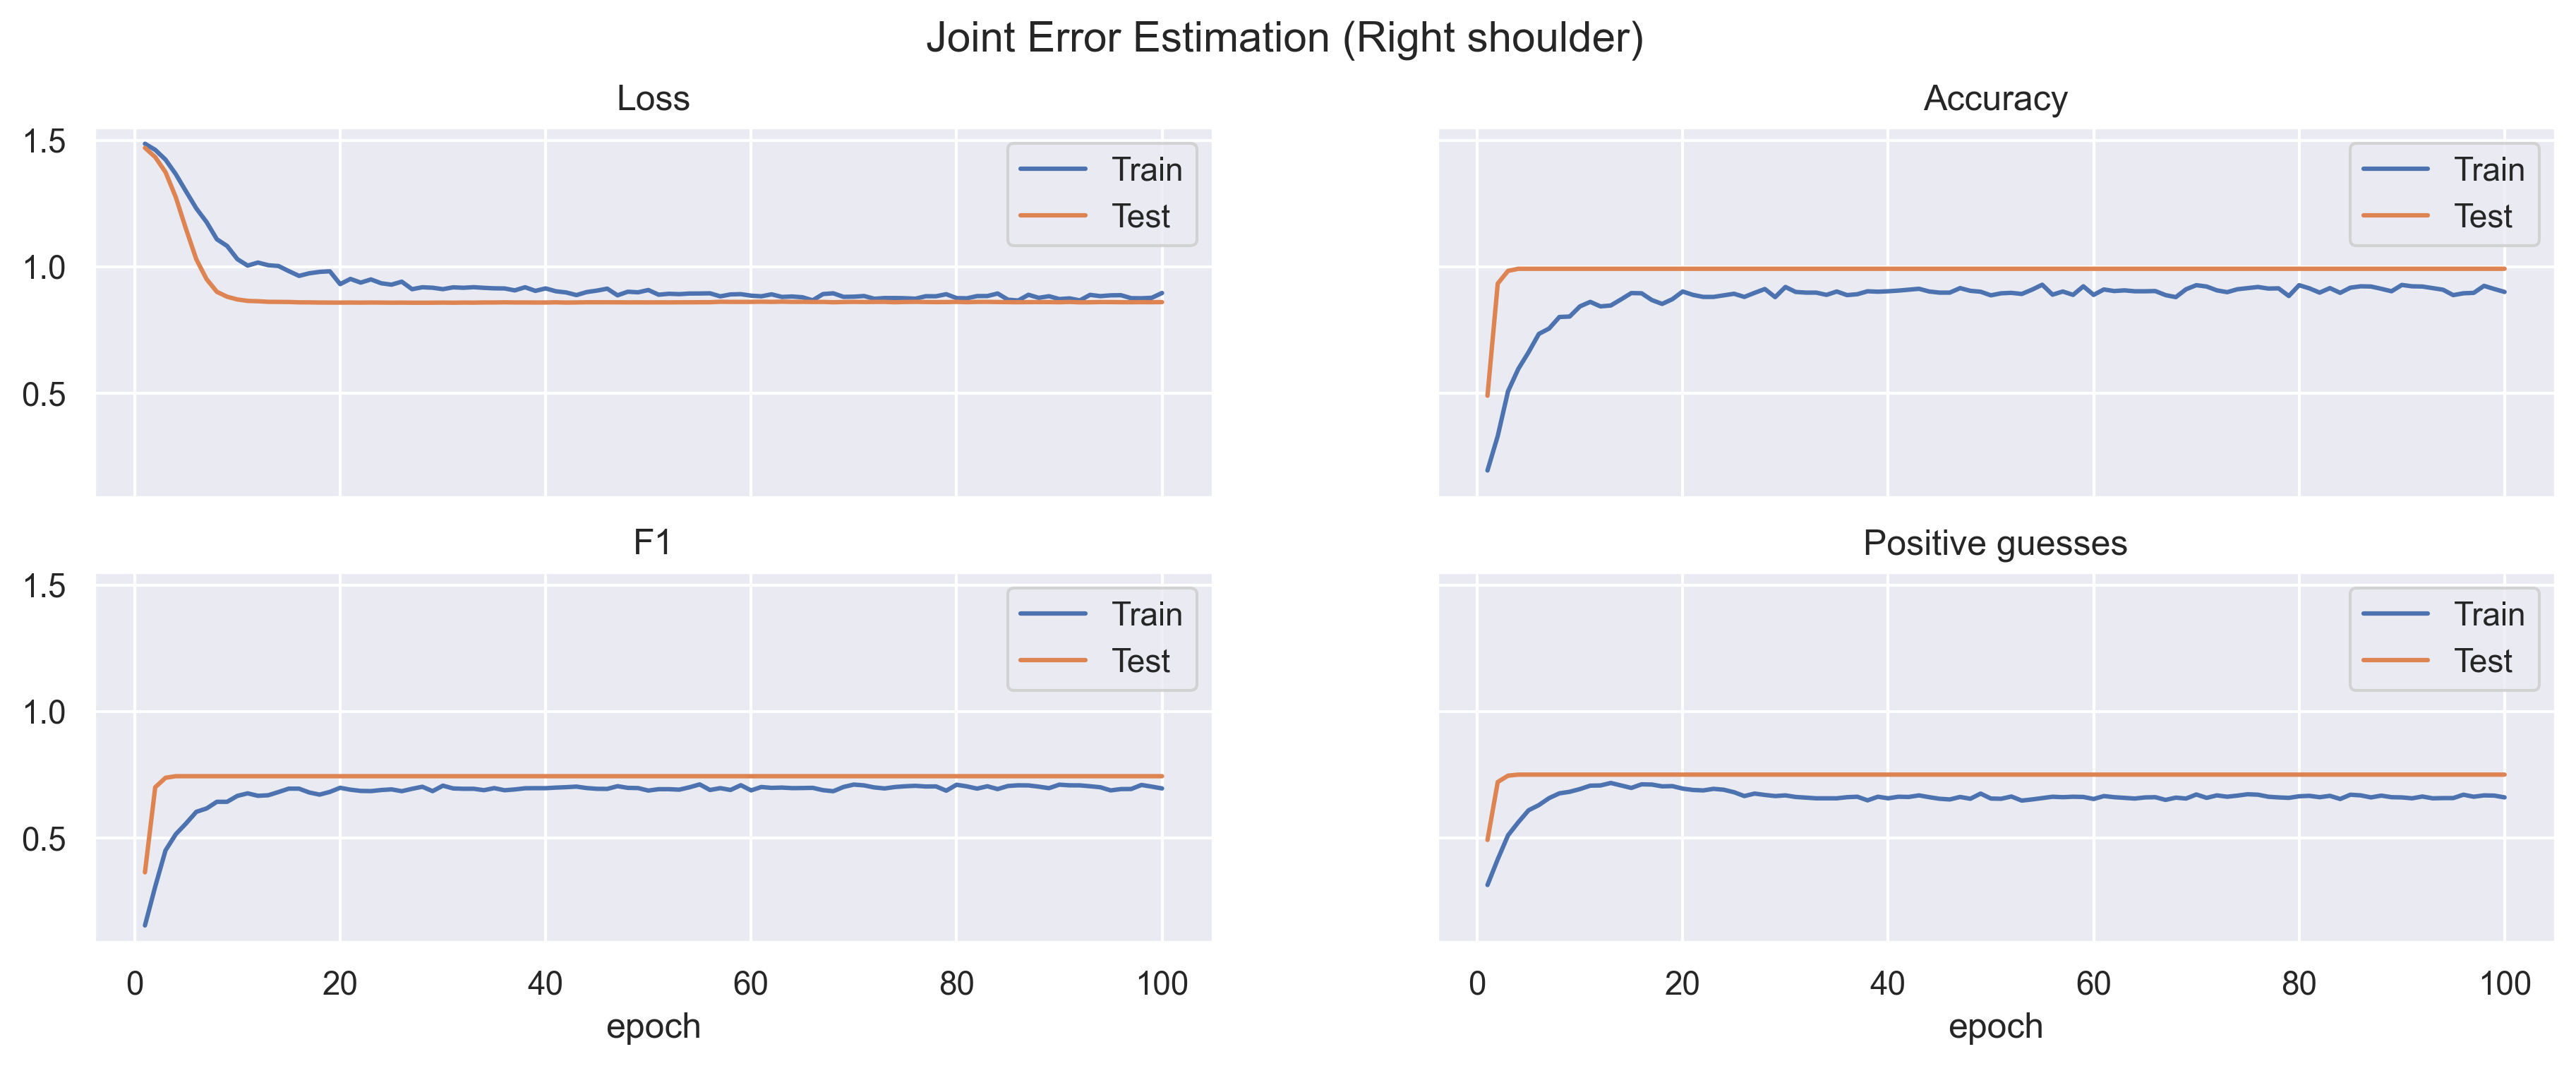 Joint Error Estimation (Right shoulder)
Loss
Accuracy
1.5
1.0
0.5
Train
Test
Train
Test
F1
Positive guesses
1.5
1.0
0.5
Train
Test
Train
Test
0 20 40 60 80 100
0 20 40 60 80 100
epoch
epoch